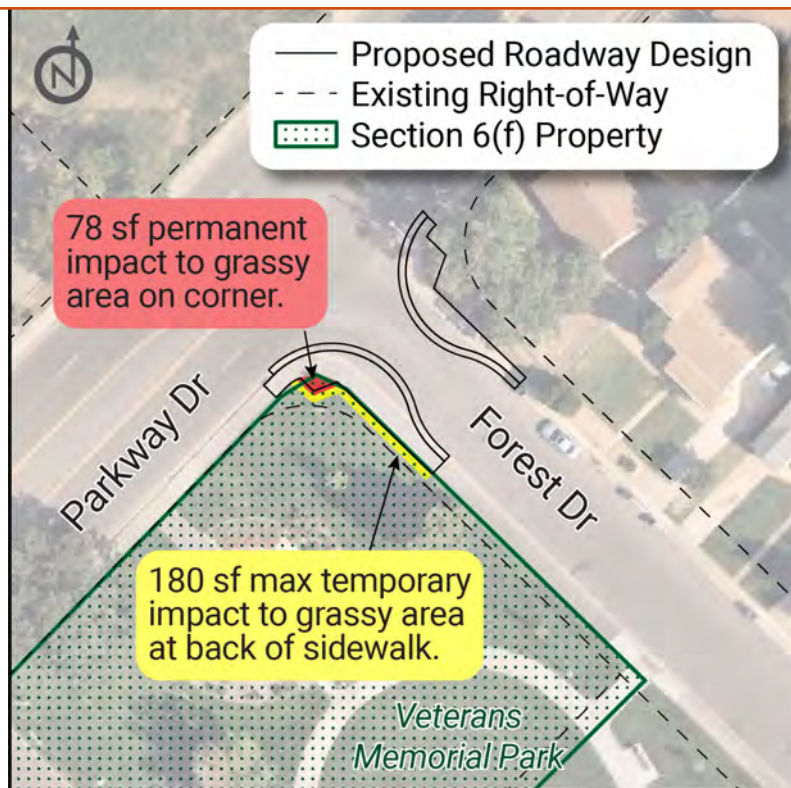 N
Proposed Roadway Design
Existing Right-of-Way
Section 6(f) Property
78 sf permanent
impact to grassy
area on corner.
Parkway Dr
Forest Dr
180 sf max temporary
impact to grassy area
at back of sidewalk.
Veterans
Memorial Park